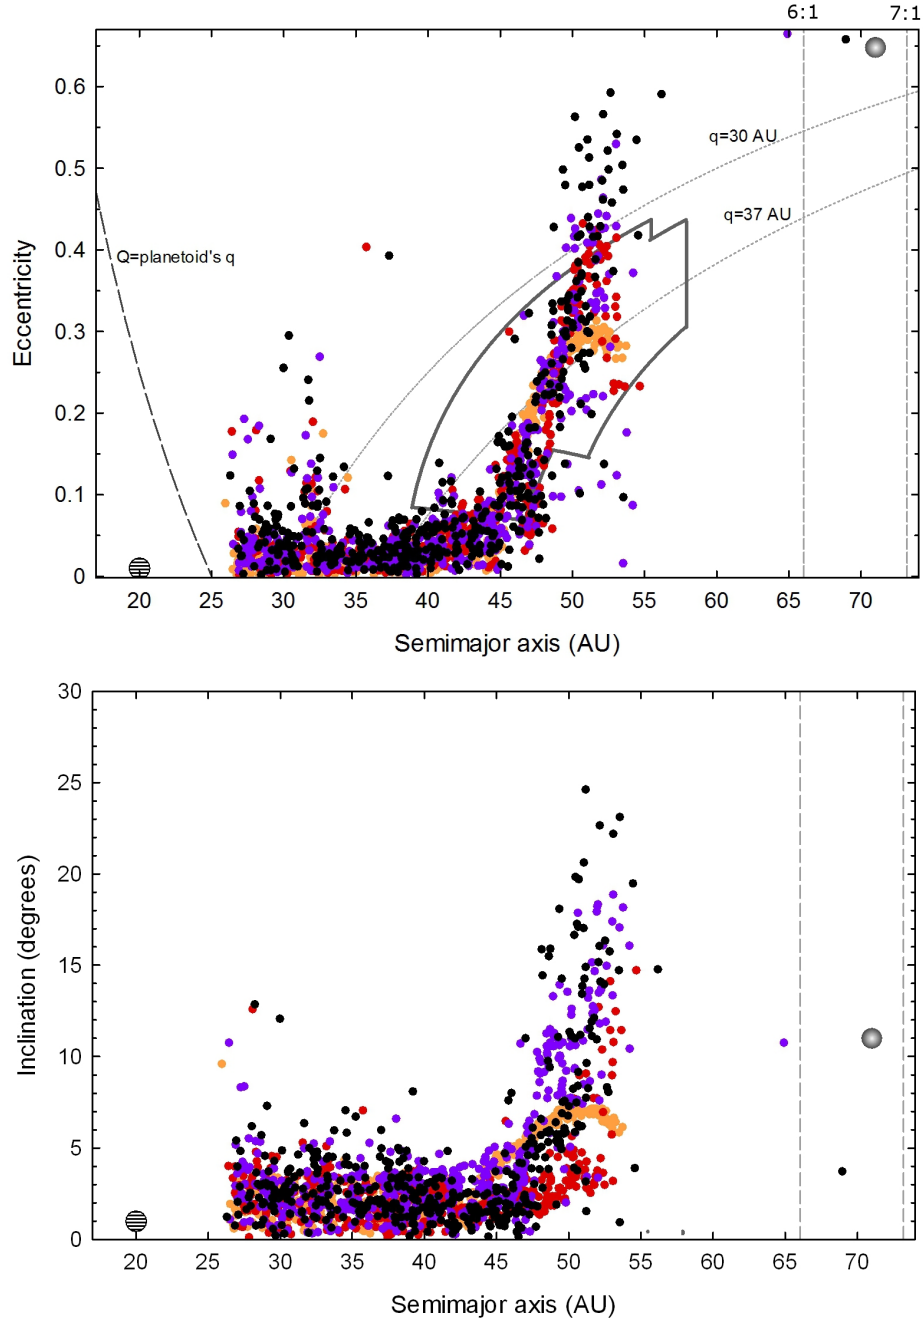 6:1 7:1
0.6
q=30 AU
0.5
q=37 AU
0.4
Q=planetoid's q
0.3
0.2
0.1
0
Eccentricity
20 25 30 35 40 45 50 55 60 65 70
Semimajor axis (AU)
30
25
20
15
10
5
0
Inclination (degrees)
20 25 30 35 40 45 50 55 60 65 70
Semimajor axis (AU)